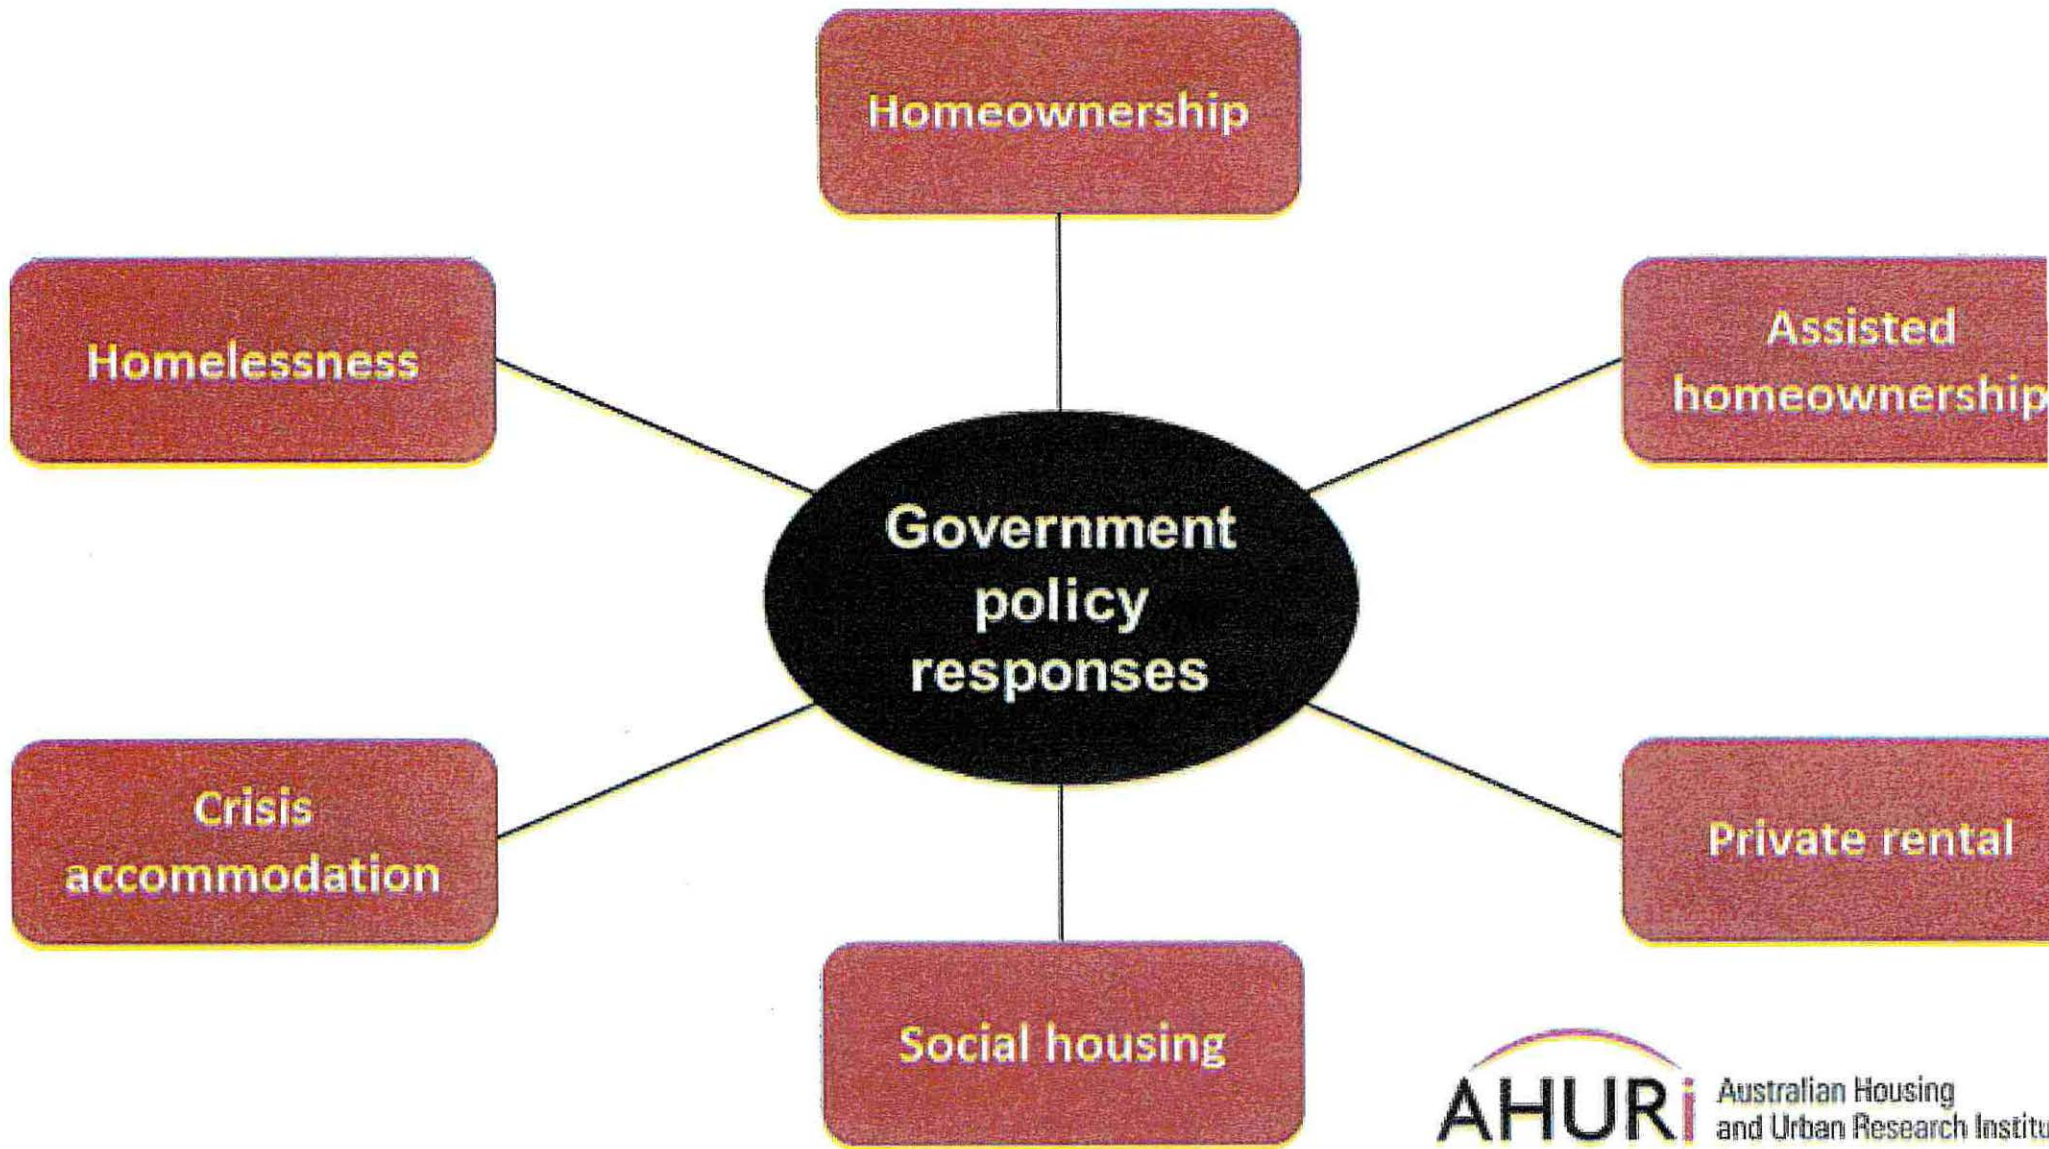 Homeownership
Homelessness
Assisted
homeownership
Government
policy
responses
Crisis
accommodation
Private rental
Social housing
AHURi
Australian Housing
and Urban Research Institu